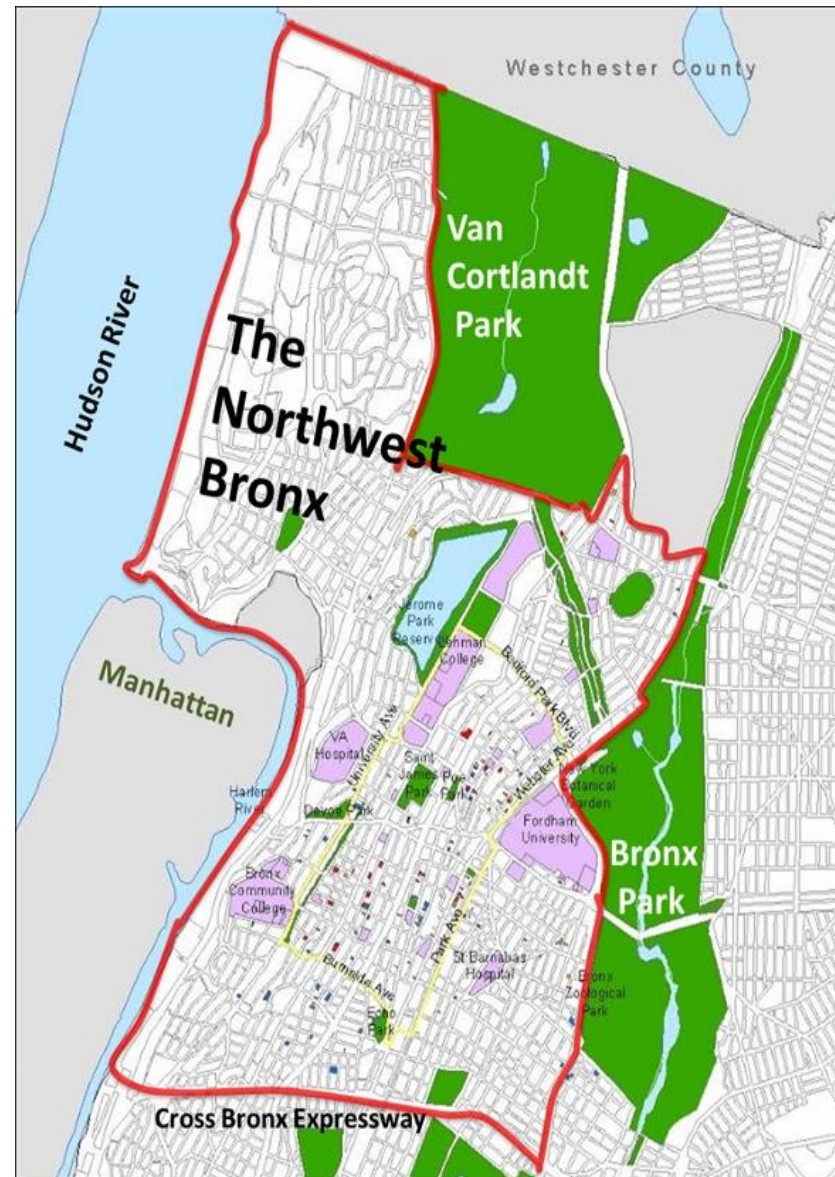 Westchester County
Van
Cortlandt
Park
Hudson River
The
Northwest
Bronx
Jerome
Park
Reservoir
Lehman
College
Bedford Park Blvd
Manhattan
VA
Hospital
University Ave
Saint
James
Park
Poe
Park
Webster Ave
New York
Botanical
Garden
Harlem
River
Devoe Park
Fordham
University
Bronx
Park
Bronx
Community
College
Park Ave
St Barnabas
Hospital
Burnside Ave
Bronx
Zoological
Park
Echo
Park
Cross Bronx Expressway